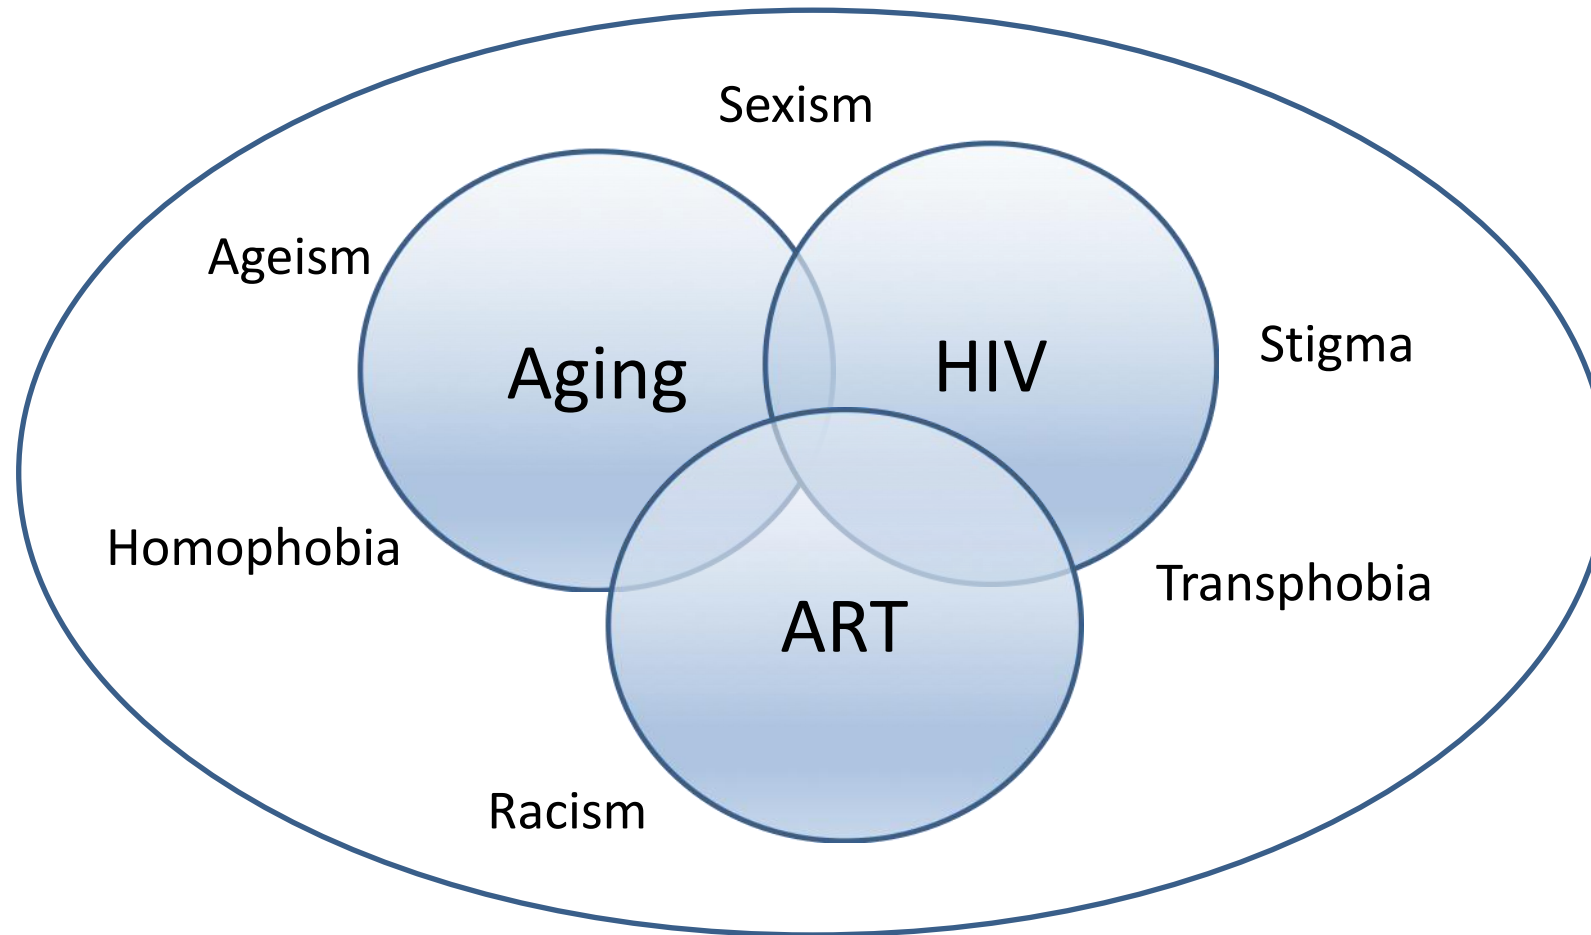 Sexism
Ageism
Stigma
Aging
HIV
Homophobia
Transphobia
ART
Racism